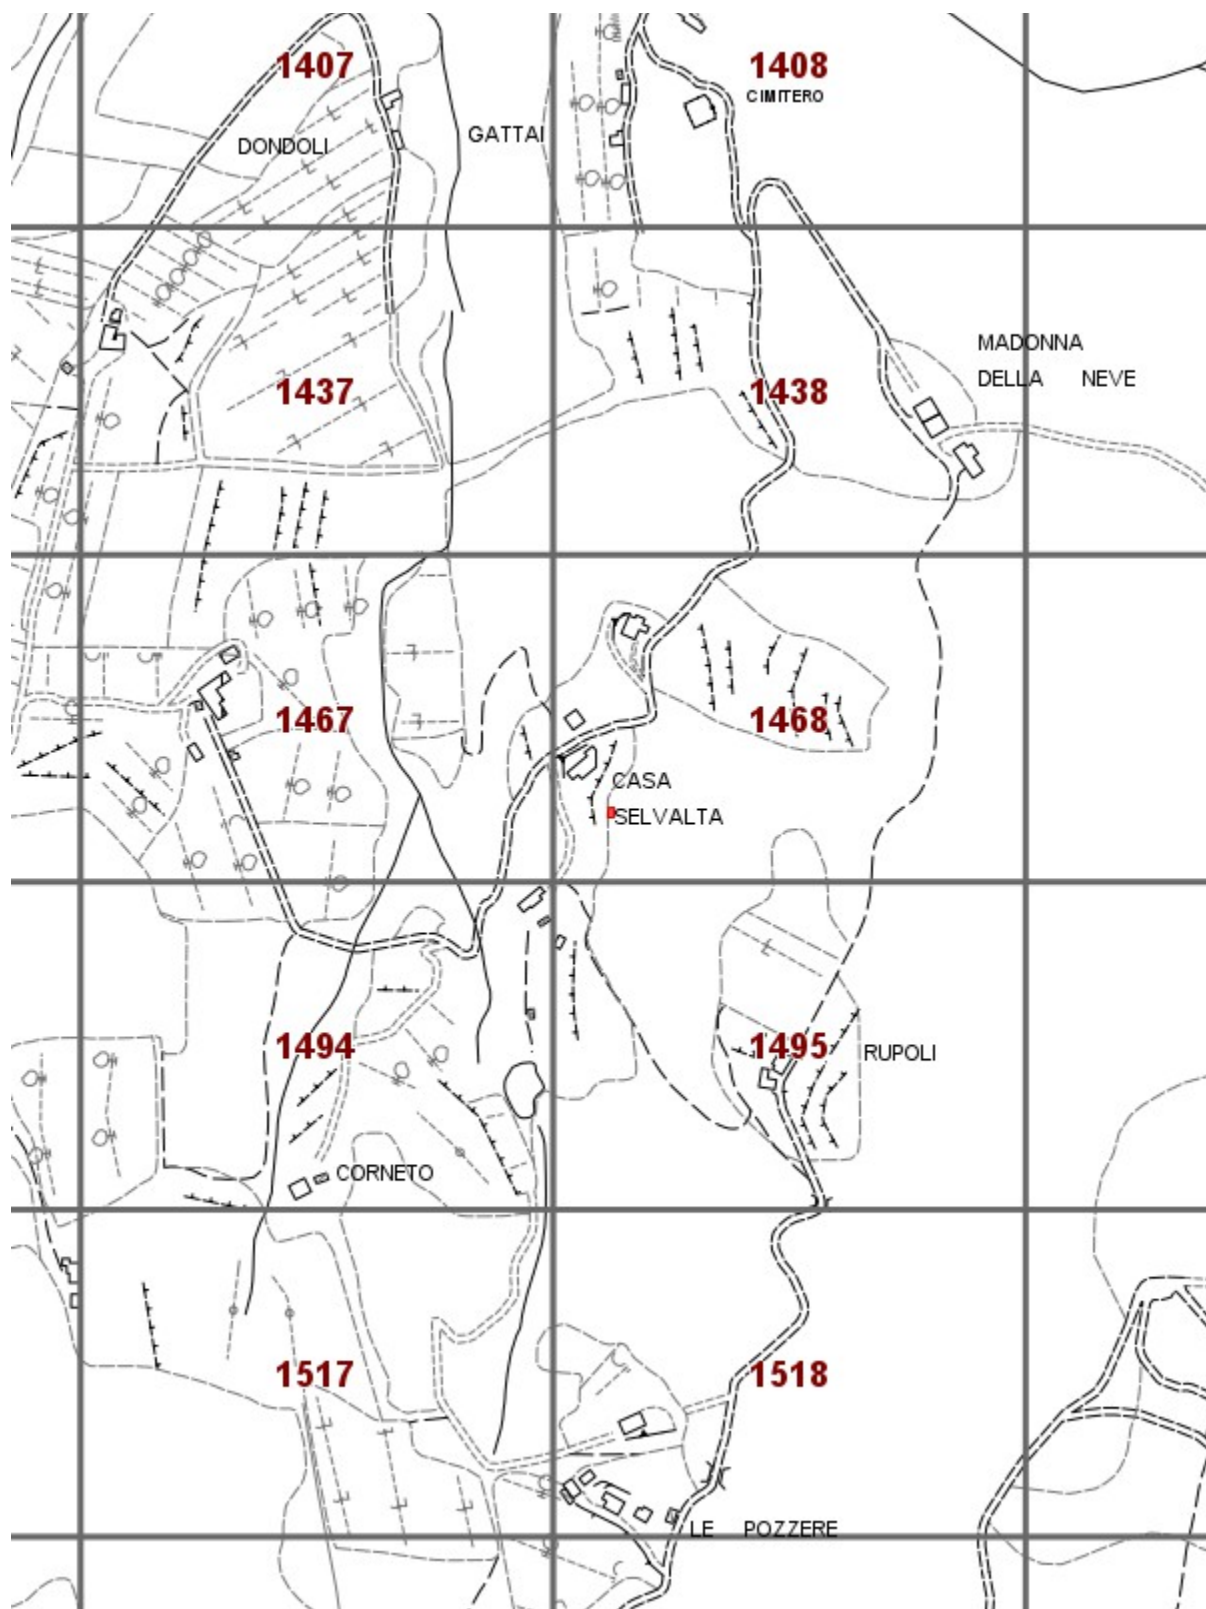 1407
1408
CIMITERO
GATTAI
DONDOLI
MADONNA
DELLA NEVE
1437
1438
1467
1468
CASA
SELVALTA
1494
1495
RUPOLI
CORNETO
1517
1518
LE POZZERE